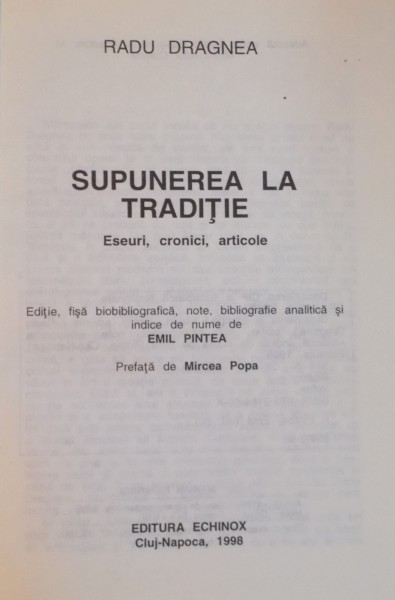 RADU DRAGNEA
SUPUNEREA LA
TRADIŢIE
Eseuri, cronici, articole
Ediţie, fişă biobibliografică, note, bibliografie analitică şi
indice de nume de
EMIL PINTEA
Prefaţă de Mircea Popa
EDITURA ECHINOX
Cluj-Napoca, 1998